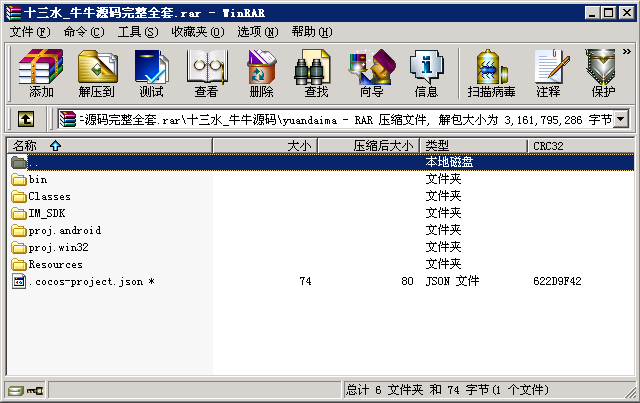 十三水_牛牛源码完整全套.rar - WinRAR
文件(F) 命令(C) 工具(S) 收藏夹(O) 选项(N) 帮助(H)
添加 解压到 测试 查看 删除 查找 向导 信息 扫描病毒 注释 保护 »
源码完整全套.rar\十三水_牛牛源码\yuandaima - RAR 压缩文件, 解包大小为 3,161,795,286 字节
名称 大小 压缩后大小 类型 CRC32
.. 本地磁盘
bin 文件夹
Classes 文件夹
IM_SDK 文件夹
proj.android 文件夹
proj.win32 文件夹
Resources 文件夹
.cocos-project.json * 74 80 JSON 文件 622D9F42
总计 6 文件夹 和 74 字节(1 个文件)